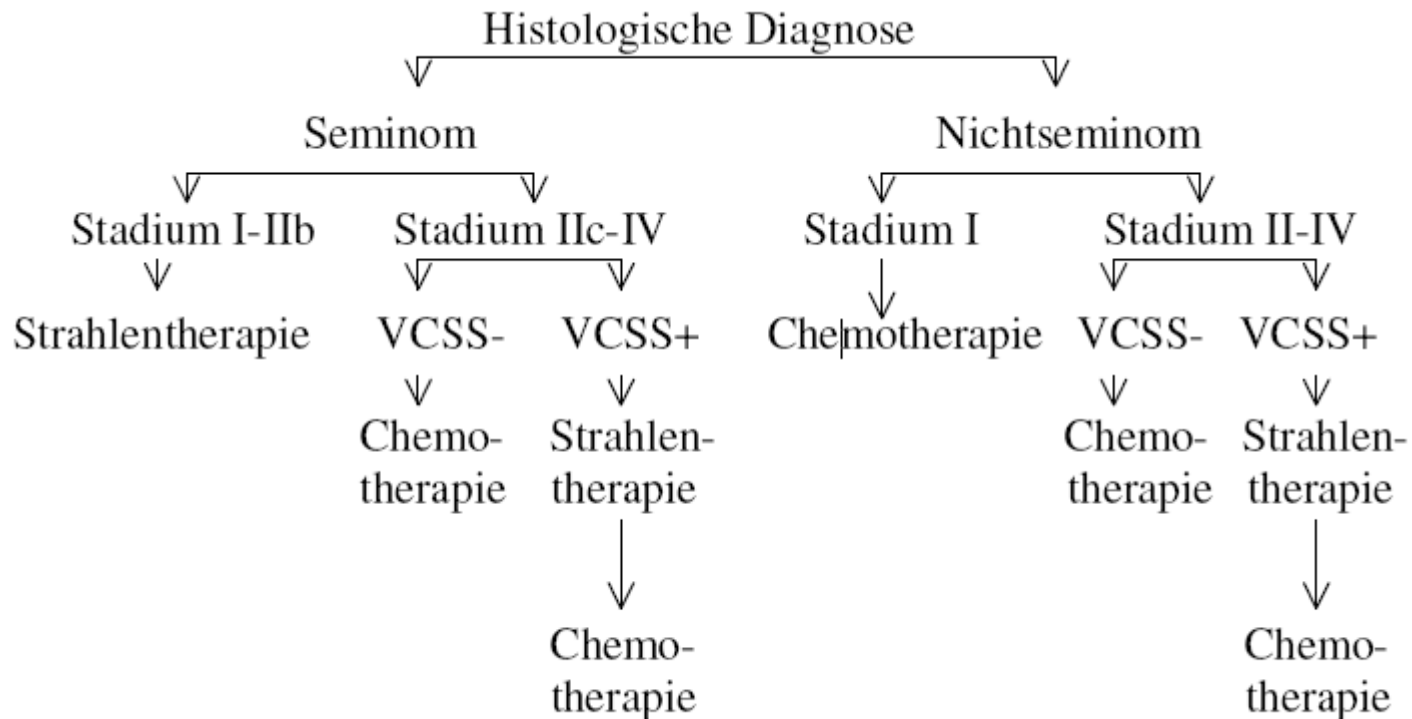 Histologische Diagnose
Seminom Nichtseminom
Stadium I-IIb Stadium IIc-IV Stadium I Stadium II-IV
Strahlentherapie VCSS- VCSS+ Chemotherapie VCSS- VCSS+
Chemo- Strahlen- Chemo- Strahlen-
therapie therapie therapie therapie
Chemo- Chemo-
therapie therapie